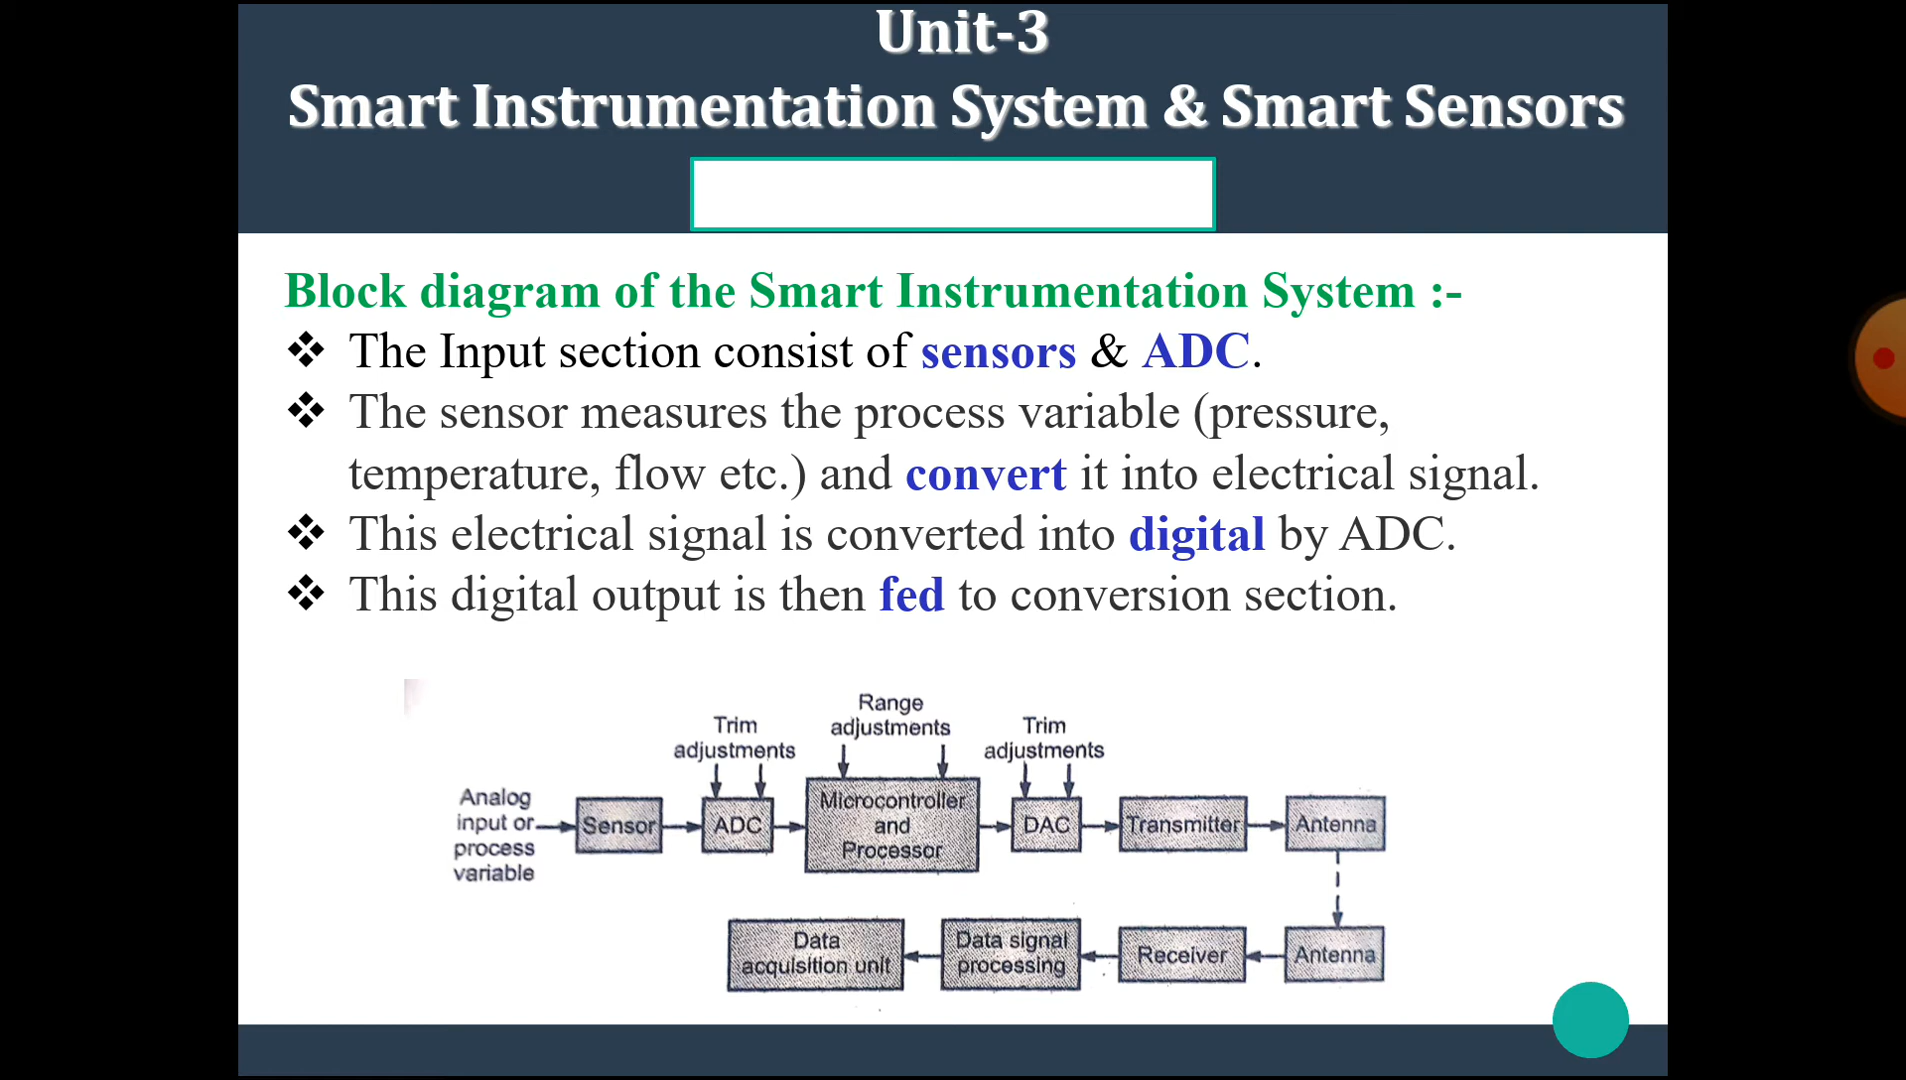 Unit-3
Smart Instrumentation System & Smart Sensors
Block diagram of the Smart Instrumentation System :-
❖ The Input section consist of sensors & ADC.
❖ The sensor measures the process variable (pressure,
temperature, flow etc.) and convert it into electrical signal.
❖ This electrical signal is converted into digital by ADC.
❖ This digital output is then fed to conversion section.
Analog
input or
process
variable
Sensor
Trim
adjustments
ADC
Range
adjustments
Microcontroller
and
Processor
Trim
adjustments
DAC
Transmitter
Antenna
Data
acquisition unit
Data signal
processing
Receiver
Antenna